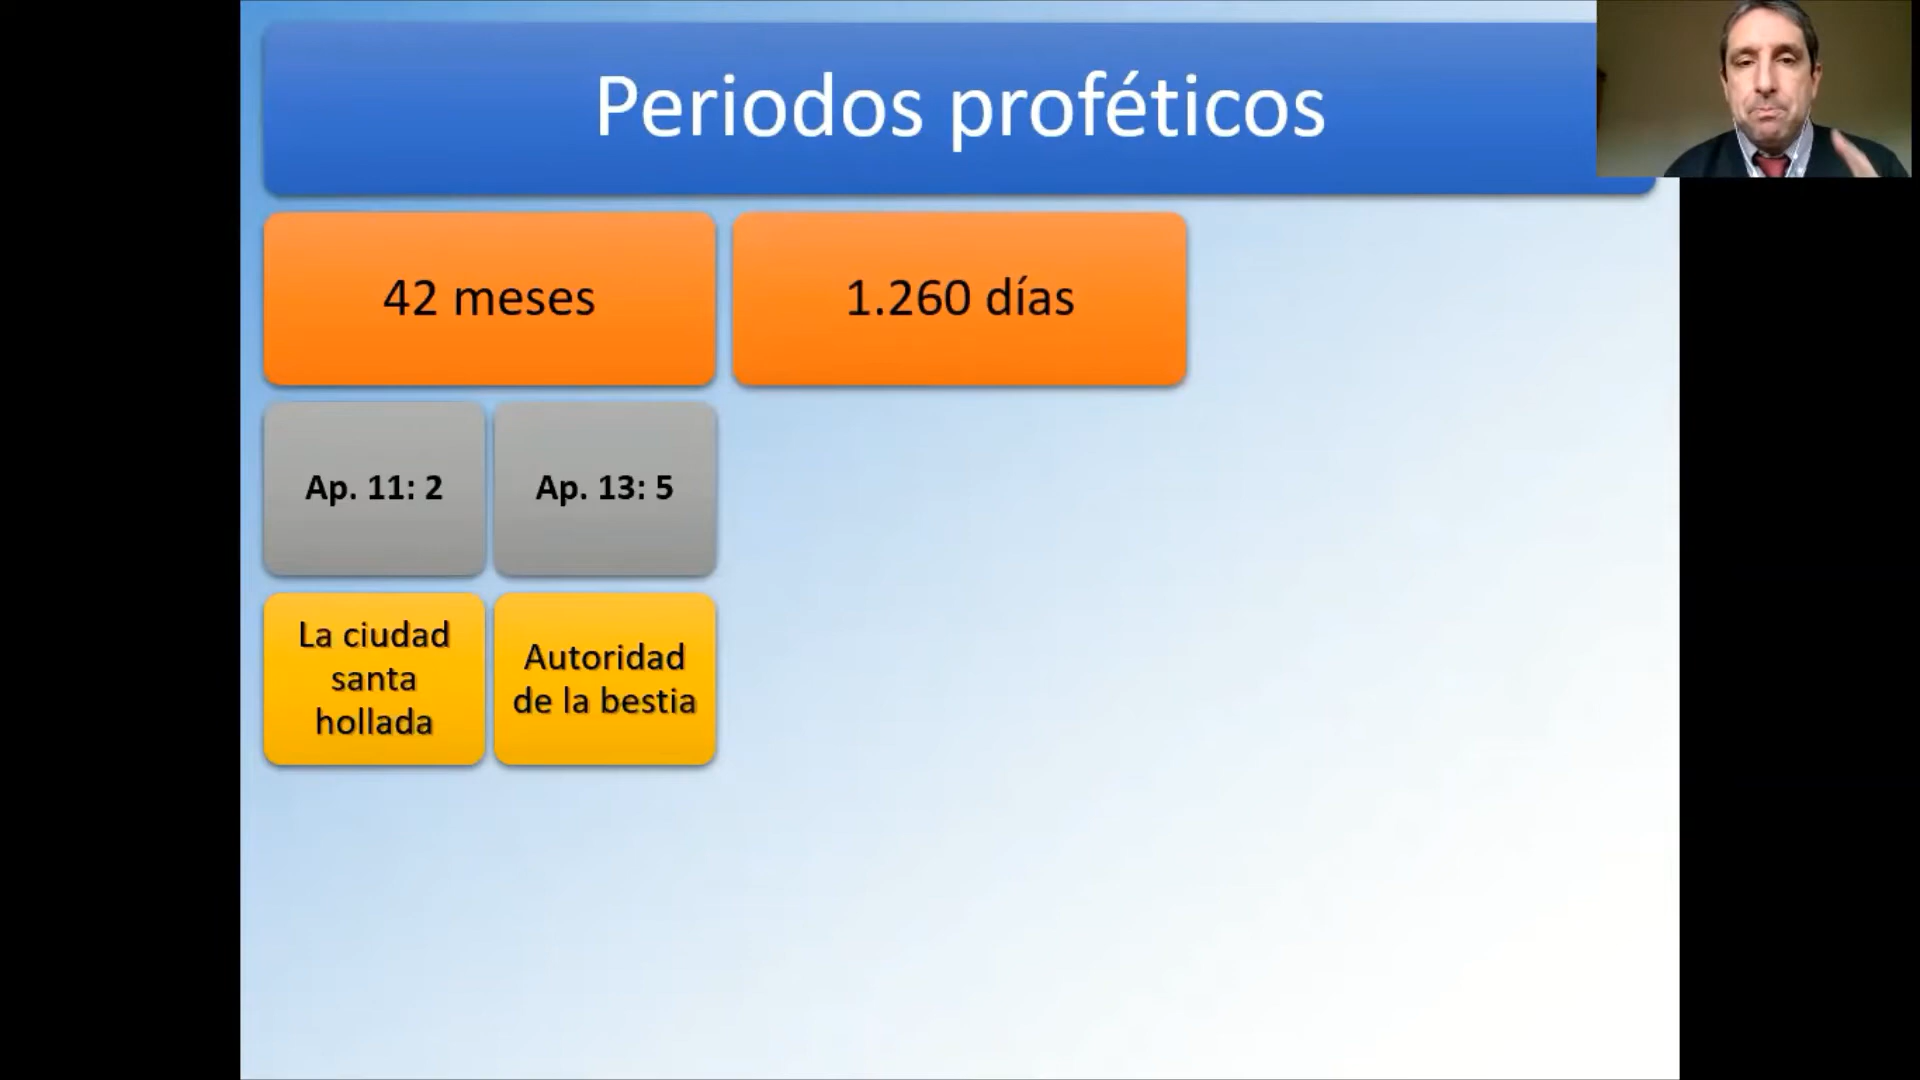 Periodos proféticos
42 meses
1.260 días
Ap. 11: 2
Ap. 13: 5
La ciudad
santa
hollada
Autoridad
de la bestia